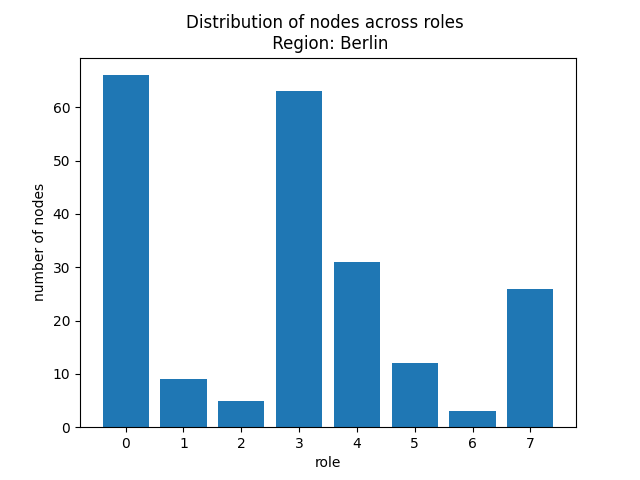 Distribution of nodes across roles
Region: Berlin
number of nodes
60
50
40
30
20
10
0
0 1 2 3 4 5 6 7
role